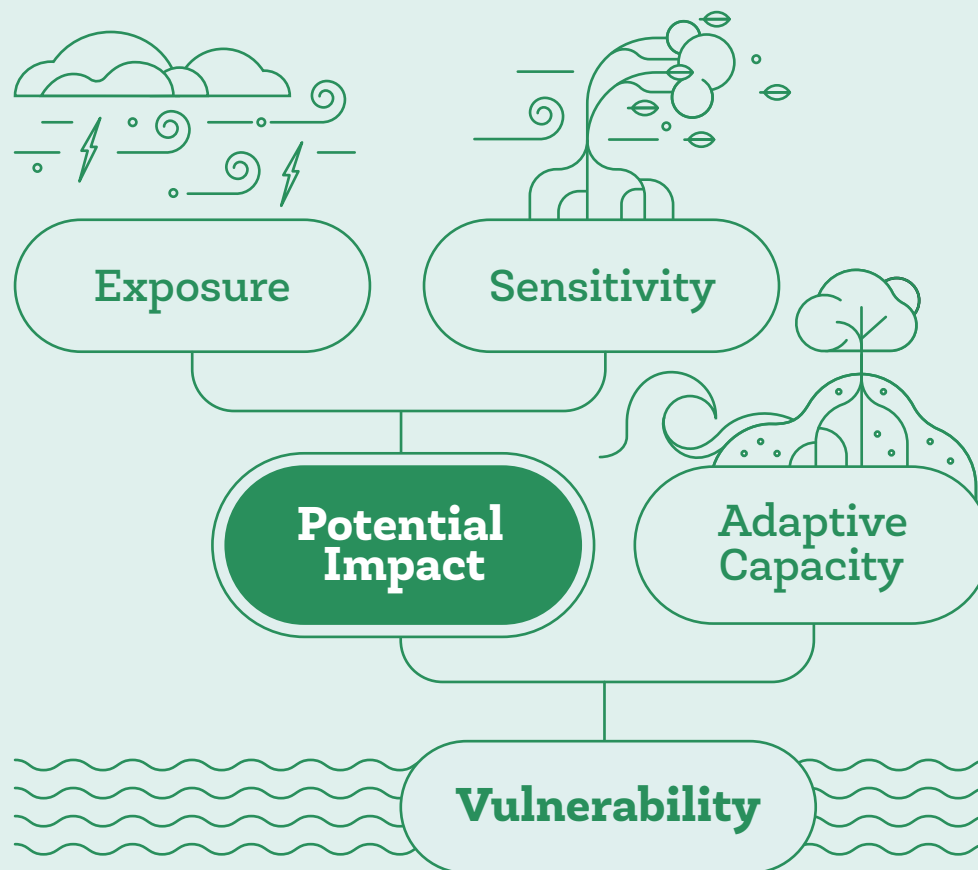 Exposure
Sensitivity
Potential
Impact
Adaptive
Capacity
Vulnerability